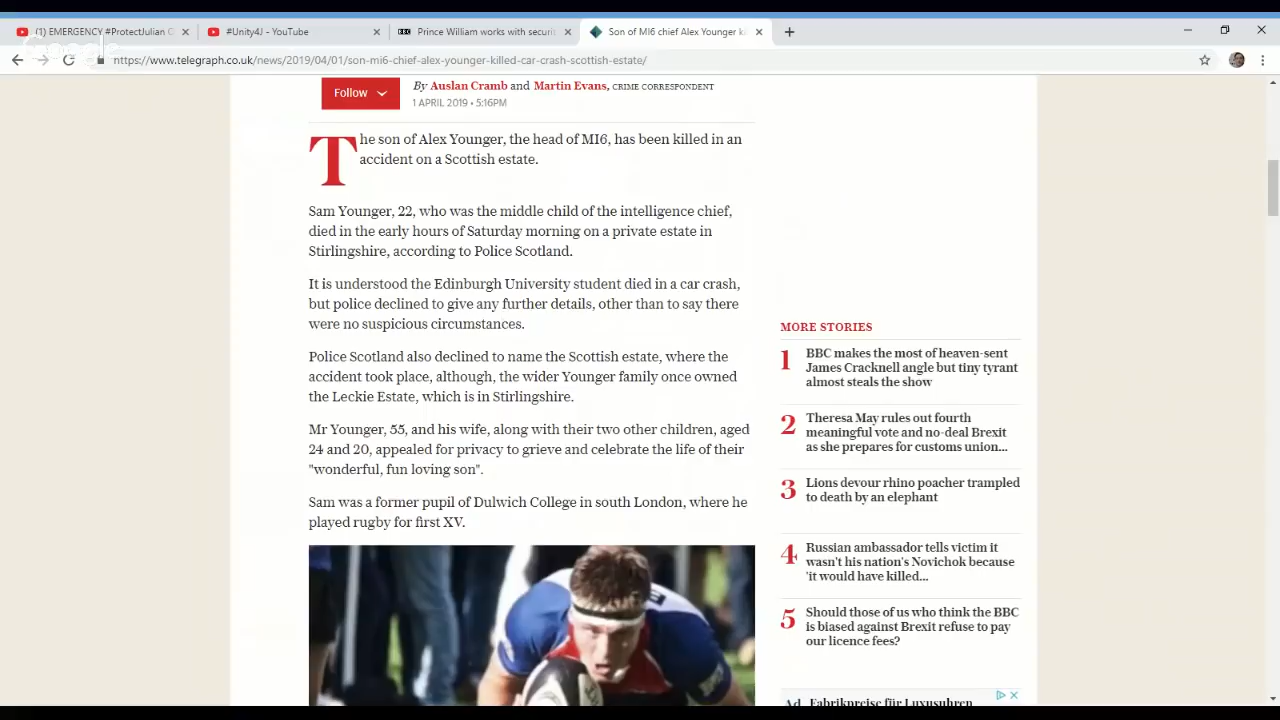 (1) EMERGENCY #ProtectJulian C
#Unity4J - YouTube
Prince William works with securit
Son of MI6 chief Alex Younger ki
Google
https://www.telegraph.co.uk/news/2019/04/01/son-mi6-chief-alex-younger-killed-car-crash-scottish-estate/
Follow
By Auslan Cramb and Martin Evans, CRIME CORRESPONDENT
1 APRIL 2019 • 5:16PM
The son of Alex Younger, the head of MI6, has been killed in an
accident on a Scottish estate.
Sam Younger, 22, who was the middle child of the intelligence chief,
died in the early hours of Saturday morning on a private estate in
Stirlingshire, according to Police Scotland.
It is understood the Edinburgh University student died in a car crash,
but police declined to give any further details, other than to say there
were no suspicious circumstances.
Police Scotland also declined to name the Scottish estate, where the
accident took place, although, the wider Younger family once owned
the Leckie Estate, which is in Stirlingshire.
Mr Younger, 55, and his wife, along with their two other children, aged
24 and 20, appealed for privacy to grieve and celebrate the life of their
"wonderful, fun loving son".
Sam was a former pupil of Dulwich College in south London, where he
played rugby for first XV.
MORE STORIES
1 BBC makes the most of heaven-sent
James Cracknell angle but tiny tyrant
almost steals the show
2 Theresa May rules out fourth
meaningful vote and no-deal Brexit
as she prepares for customs union...
3 Lions devour rhino poacher trampled
to death by an elephant
4 Russian ambassador tells victim it
wasn't his nation's Novichok because
'it would have killed...
5 Should those of us who think the BBC
is biased against Brexit refuse to pay
our licence fees?
Ad Fabrikpreise für Luxusuhren